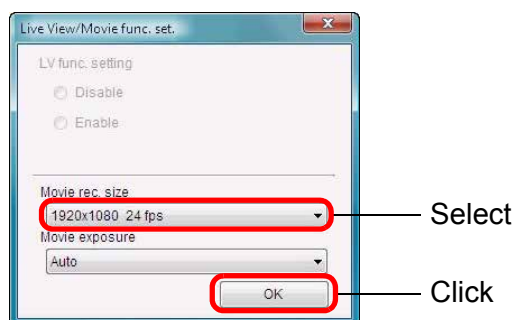 Live View/Movie func. set.
LV func. setting
Disable
Enable
Movie rec. size
1920x1080 24 fps
Select
Movie exposure
Auto
OK
Click